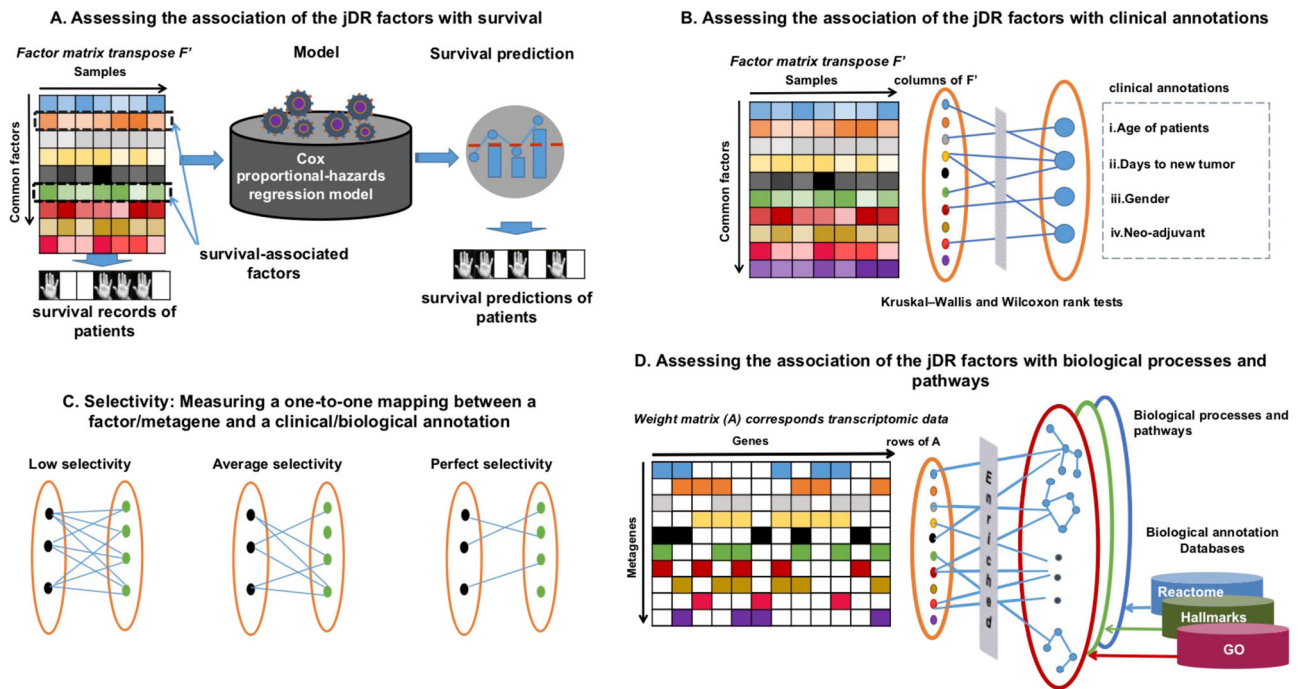 A. Assessing the association of the jDR factors with survival
Factor matrix transpose F'
Samples
Common factors
Model
Cox
proportional-hazards
regression model
Survival prediction
survival-associated
factors
survival records of
patients
survival predictions of
patients
B. Assessing the association of the jDR factors with clinical annotations
Factor matrix transpose F'
Samples
columns of F'
Common factors
clinical annotations
i.Age of patients
ii.Days to new tumor
iii.Gender
iv.Neo-adjuvant
Kruskal–Wallis and Wilcoxon rank tests
C. Selectivity: Measuring a one-to-one mapping between a
factor/metagene and a clinical/biological annotation
Low selectivity
Average selectivity
Perfect selectivity
D. Assessing the association of the jDR factors with biological processes and
pathways
Weight matrix (A) corresponds transcriptomic data
Genes
rows of A
Metagenes
Enriched
Biological processes and
pathways
Biological annotation
Databases
Reactome
Hallmarks
GO